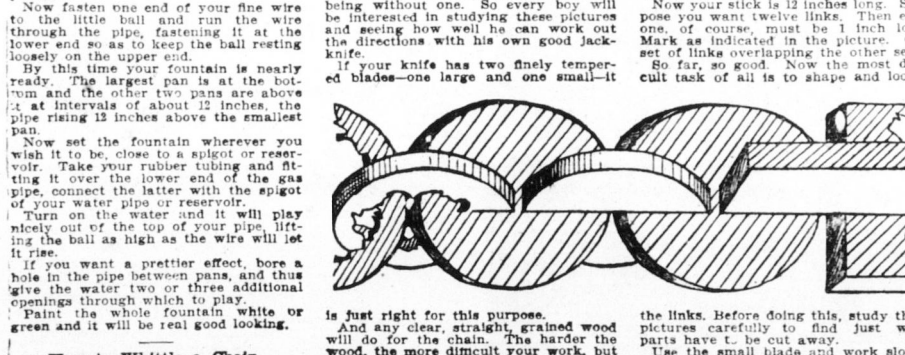 Now fasten one end of your fine wire
to the little ball and run the wire
through the pipe, fastening it at the
lower end so as to keep the ball resting
loosely on the upper end.
By this time your fountain is nearly
ready. The largest pan is at the bot-
tom and the other two pans are above
it at intervals of about 12 inches, the
pipe rising 12 inches above the smallest
pan.
Now set the fountain wherever you
wish it to be, close to a spigot or reser-
voir. Take your rubber tubing and fit-
ting it over the lower end of the gas
pipe, connect the latter with the spigot
of your water pipe or reservoir.
Turn on the water and it will play
nicely out of the top of your pipe, lift-
ing the ball as high as the wire will let
it rise.
If you want a prettier effect, bore a
hole in the pipe between pans, and thus
give the water two or three additional
openings through which to play.
Paint the whole fountain white or
green and it will be real good looking.
being without one. So every boy will
be interested in studying these pictures
and seeing how well he can work out
the directions with his own good jack-
knife.
If your knife has two finely temper-
ed blades—one large and one small—it
is just right for this purpose.
And any clear, straight, grained wood
will do for the chain. The harder the
wood, the more difficult your work, but
Now your stick is 12 inches long. S
pose you want twelve links. Then e
one, of course, must be 1 inch lo
Mark as indicated in the picture.
set of links overlapping the other se
So far, so good. Now the most d
cult task of all is to shape and loo
the links. Before doing this, study th
pictures carefully to find just w
parts have t be cut away.
Use the small blade and work slo